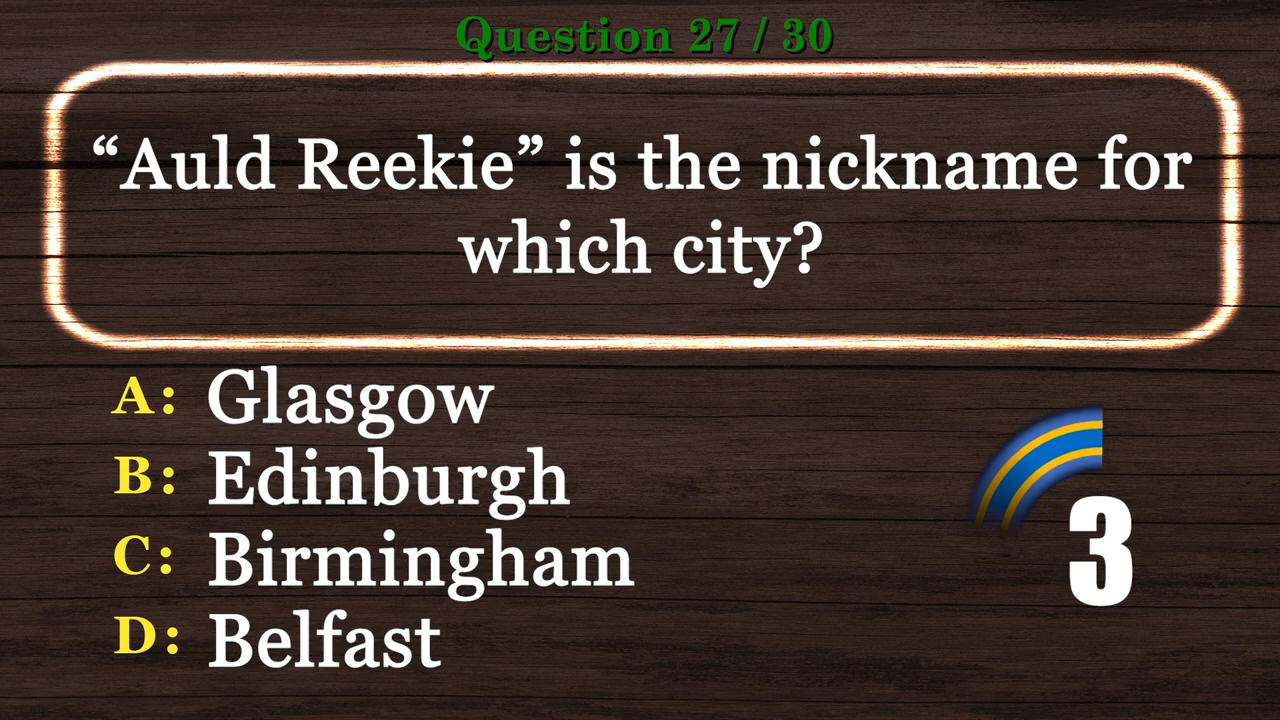 Question 27 / 30
“Auld Reekie” is the nickname for
which city?
A: Glasgow
B: Edinburgh
C: Birmingham
D: Belfast
3